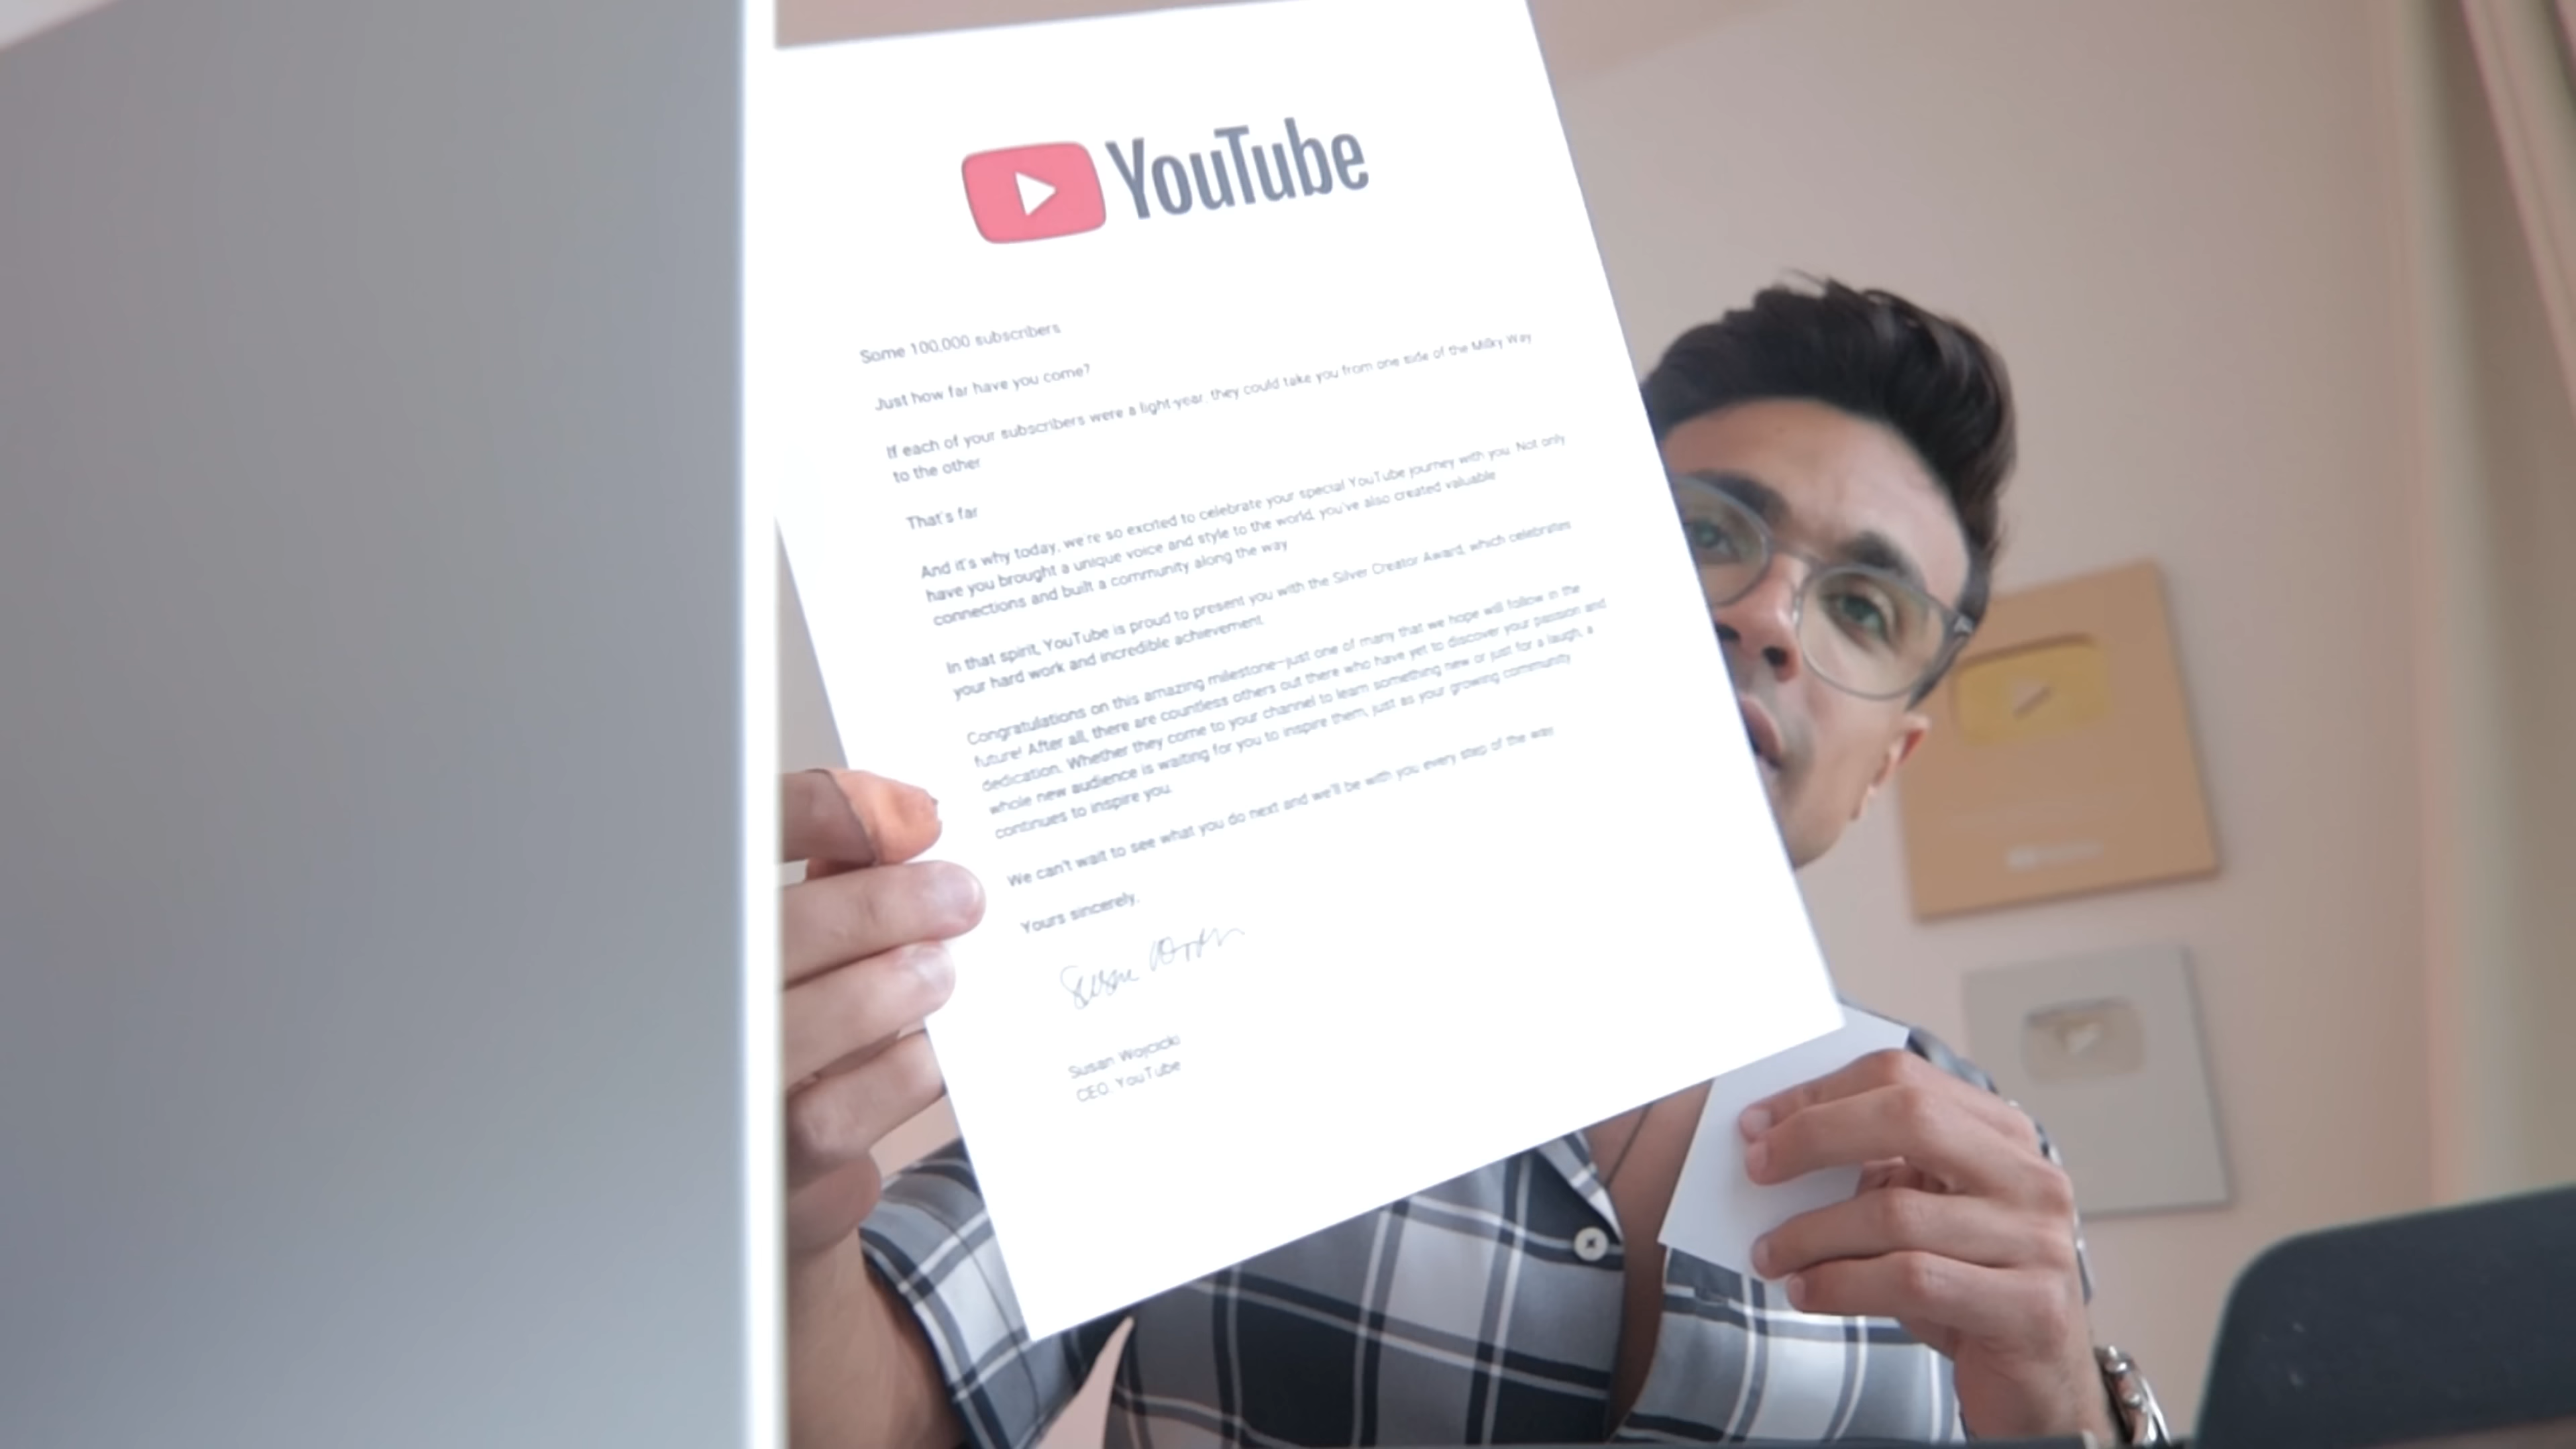 YouTube
Some 100,000 subscribers
Just how far have you come?
If each of your subscribers were a light-year, they could take you from one side of the Milky Way
to the other
That's far
And it's why today, we're so excited to celebrate your special YouTube journey with you. Not only
have you brought a unique voice and style to the world, you've also created valuable
connections and built a community along the way
In that spirit, YouTube is proud to present you with the Silver Creator Award, which celebrates
your hard work and incredible achievement.
Congratulations on this amazing milestone—just one of many that we hope will follow in the
future! After all, there are countless others out there who have yet to discover your passion and
dedication. Whether they come to your channel to learn something new or just for a laugh, a
whole new audience is waiting for you to inspire them, just as your growing community
continues to inspire you.
We can't wait to see what you do next and we'll be with you every step of the way
Yours sincerely,
Susan Wojcicki
CEO, YouTube